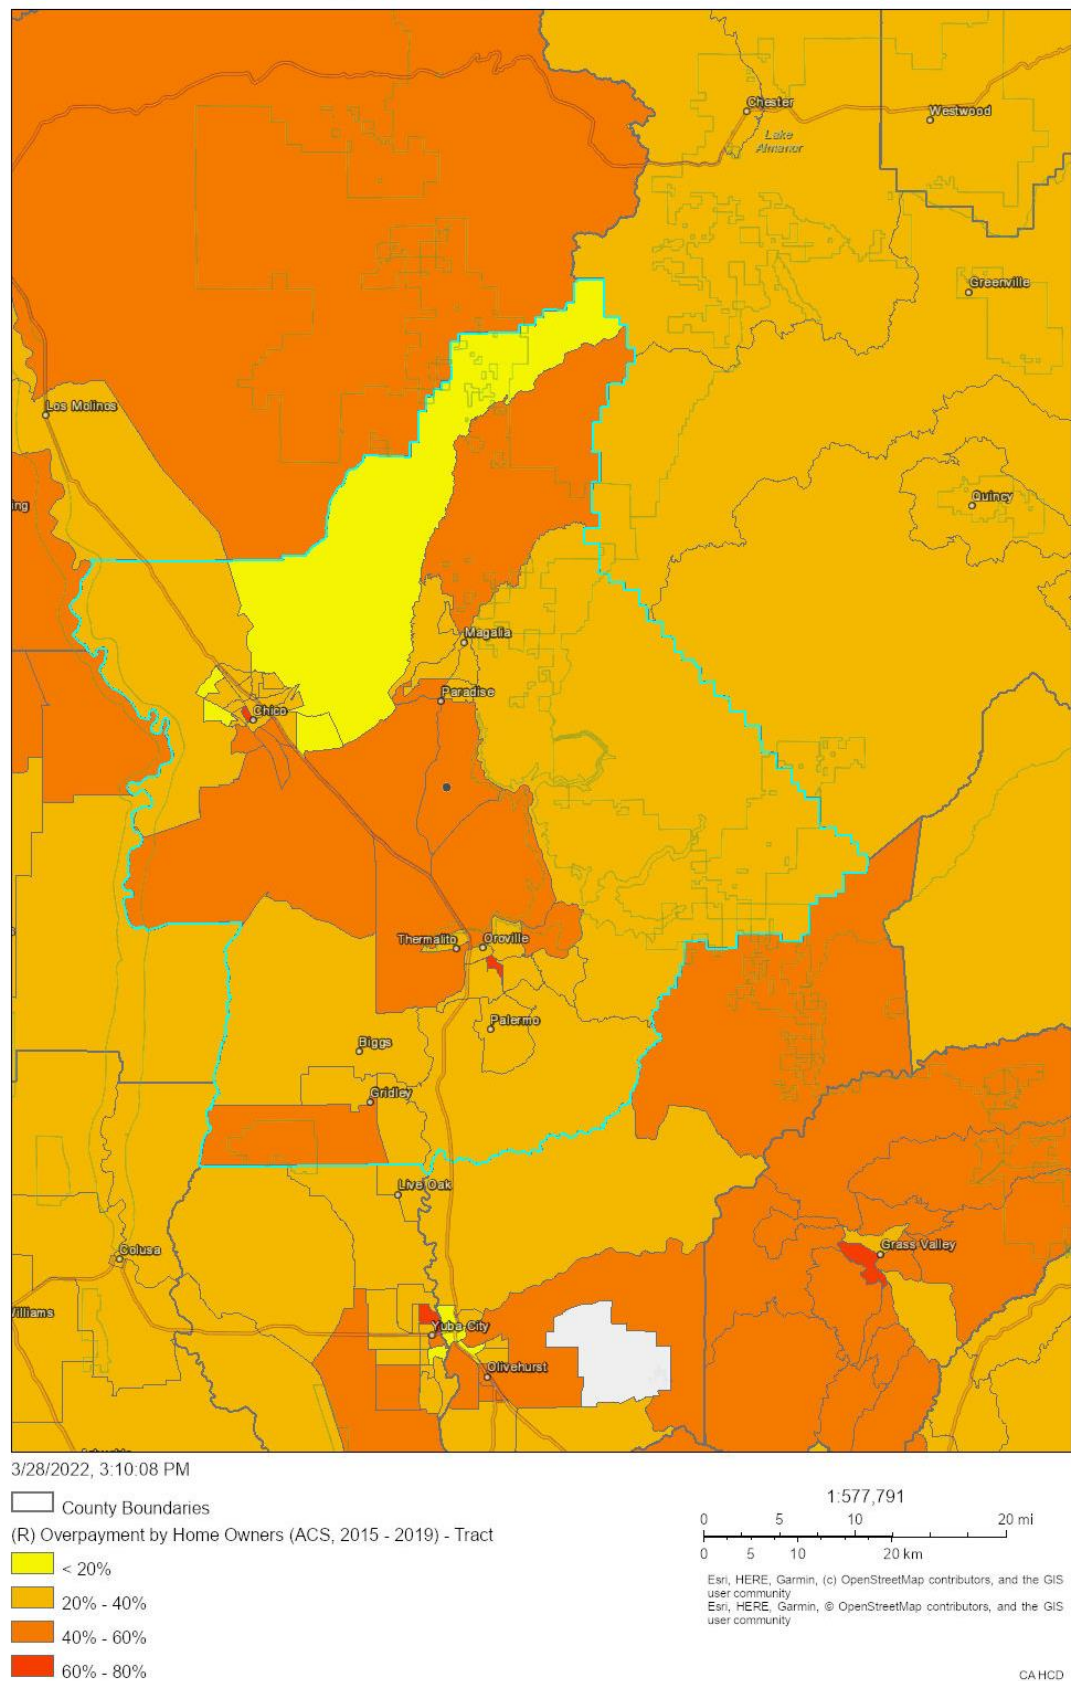 Chester
Westwood
Lake
Almanor
Greenville
Los Molinos
Quincy
ing
Magalia
Paradise
Chico
Thermalito
Oroville
Palermo
Biggs
Gridley
Live Oak
Colusa
Grass Valley
Williams
Yuba City
Olivehurst
3/28/2022, 3:10:08 PM
County Boundaries
(R) Overpayment by Home Owners (ACS, 2015 - 2019) - Tract
< 20%
20% - 40%
40% - 60%
60% - 80%
1:577,791
0 5 10 20 mi
0 5 10 20 km
Esri, HERE, Garmin, (c) OpenStreetMap contributors, and the GIS
user community
Esri, HERE, Garmin, © OpenStreetMap contributors, and the GIS
user community
CA HCD